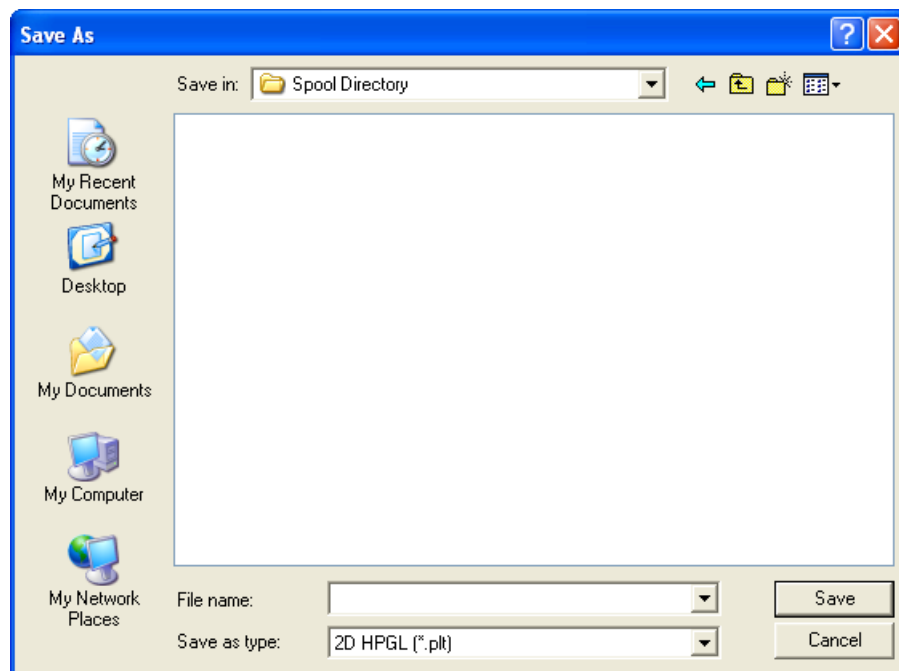 Save As
Save in: Spool Directory
My Recent
Documents
Desktop
My Documents
My Computer
My Network
Places
File name:
Save
Save as type: 2D HPGL (*.plt)
Cancel